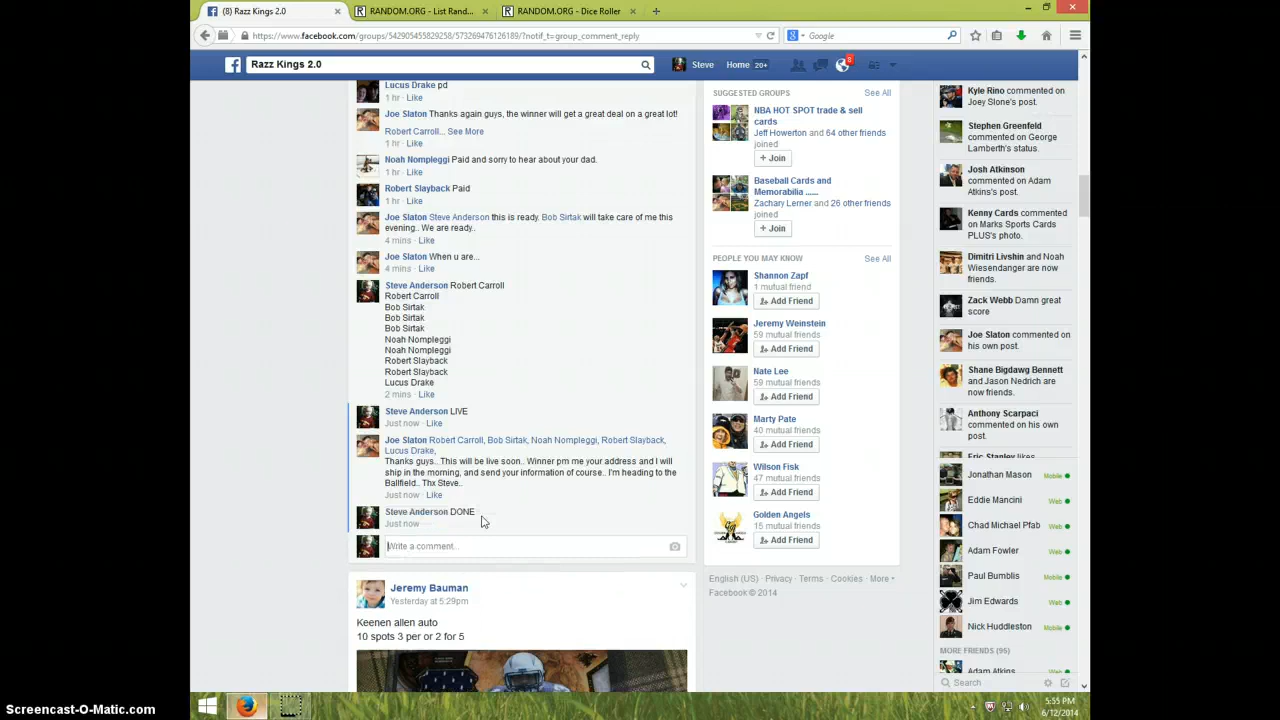 (8) Razz Kings 2.0
RANDOM.ORG - List Rand...
RANDOM.ORG - Dice Roller
https://www.facebook.com/groups/542905455829258/573269476126189/?notif_t=group_comment_reply
Google
Razz Kings 2.0
Steve
Home 20+
8
Lucus Drake pd
1 hr · Like
Joe Slaton Thanks again guys, the winner will get a great deal on a great lot!
Robert Carroll... See More
1 hr · Like
Noah Nompleggi Paid and sorry to hear about your dad.
1 hr · Like
Robert Slayback Paid
1 hr · Like
Joe Slaton Steve Anderson this is ready, Bob Sirtak will take care of me this
evening.. We are ready..
4 mins · Like
Joe Slaton When u are...
4 mins · Like
Steve Anderson Robert Carroll
Robert Carroll
Bob Sirtak
Bob Sirtak
Bob Sirtak
Noah Nompleggi
Noah Nompleggi
Robert Slayback
Robert Slayback
Lucus Drake
2 mins · Like
Steve Anderson LIVE
Just now · Like
Joe Slaton Robert Carroll, Bob Sirtak, Noah Nompleggi, Robert Slayback,
Lucus Drake,
Thanks guys.. This will be live soon.. Winner pm me your address and I will
ship in the morning, and send your information of course.. I'm heading to the
Ballfield.. Thx Steve..
Just now · Like
Steve Anderson DONE
Just now
Write a comment...
Jeremy Bauman
Yesterday at 5:29pm
Keenen allen auto
10 spots 3 per or 2 for 5
SUGGESTED GROUPS
See All
NBA HOT SPOT trade & sell
cards
Jeff Howerton and 64 other friends
joined
+ Join
Baseball Cards and
Memorabilia ......
Zachary Lerner and 26 other friends
joined
+ Join
PEOPLE YOU MAY KNOW
See All
Shannon Zapf
1 mutual friend
Add Friend
Jeremy Weinstein
59 mutual friends
Add Friend
Nate Lee
59 mutual friends
Add Friend
Marty Pate
40 mutual friends
Add Friend
Wilson Fisk
47 mutual friends
Add Friend
Golden Angels
15 mutual friends
Add Friend
English (US) · Privacy · Terms · Cookies · More
Facebook © 2014
Kyle Rino commented on
Joey Slone's post.
Stephen Greenfeld
commented on George
Lamberth's status.
Josh Atkinson
commented on Adam
Atkins's post.
Kenny Cards commented
on Marks Sports Cards
PLUS's photo.
Dimitri Livshin and Noah
Wiesendanger are now
friends.
Zack Webb Damn great
score
Joe Slaton commented on
his own post.
Shane Bigdawg Bennett
and Jason Nedrich are
now friends.
Anthony Scarpaci
commented on his own
post.
Eric Stanley likes
Jonathan Mason
Mobile
Eddie Mancini
Web
Chad Michael Pfab
Web
Adam Fowler
Web
Paul Bumblis
Mobile
Jim Edwards
Web
Nick Huddleston
Mobile
MORE FRIENDS (95)
Adam Atkins
Web
Search
Screencast-O-Matic.com
5:55 PM
6/12/2014